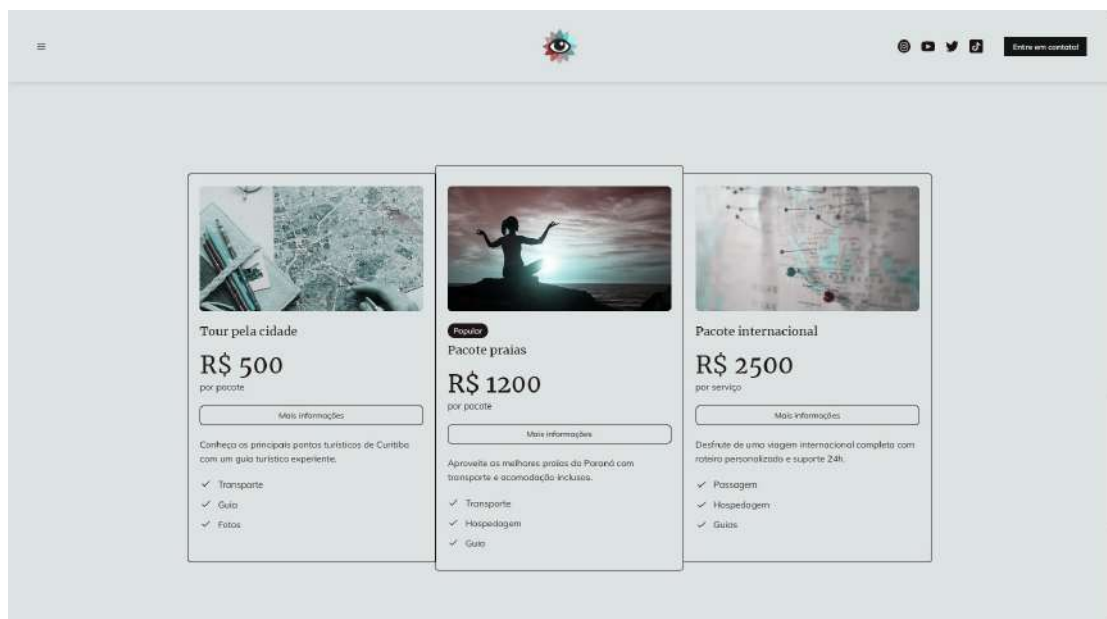 Entre em contato!
Tour pela cidade
R$ 500
por pacote
Mais informações
Conheça os principais pontos turísticos de Curitiba
com um guia turístico experiente.
Transporte
Guia
Fotos
Popular
Pacote praias
R$ 1200
por pacote
Mais informações
Aproveite as melhores praias do Paraná com
transporte e acomodação inclusos.
Transporte
Hospedagem
Guia
Pacote internacional
R$ 2500
por serviço
Mais informações
Desfrute de uma viagem internacional completa com
roteiro personalizado e suporte 24h.
Passagem
Hospedagem
Guias